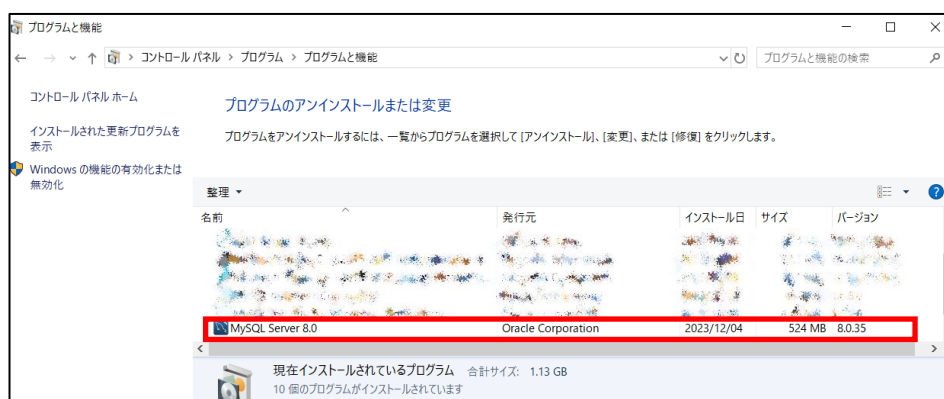 プログラムと機能
コントロール パネル > プログラム > プログラムと機能
プログラムと機能の検索
コントロール パネル ホーム
インストールされた更新プログラムを
表示
Windows の機能の有効化または
無効化
プログラムのアンインストールまたは変更
プログラムをアンインストールするには、一覧からプログラムを選択して [アンインストール]、[変更]、または [修復] をクリックします。
整理
名前 発行元 インストール日 サイズ バージョン
MySQL Server 8.0 Oracle Corporation 2023/12/04 524 MB 8.0.35
現在インストールされているプログラム 合計サイズ: 1.13 GB
10 個のプログラムがインストールされています